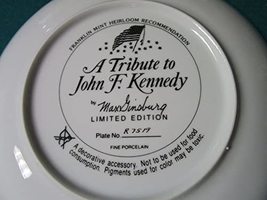 FRANKLIN MINT HEIRLOOM RECOMMENDATION
A Tribute to
John F. Kennedy
by Max Ginsburg
LIMITED EDITION
Plate No. R 7517
FINE PORCELAIN
A decorative accessory. Not to be used for food
consumption. Pigments used for color may be toxic.